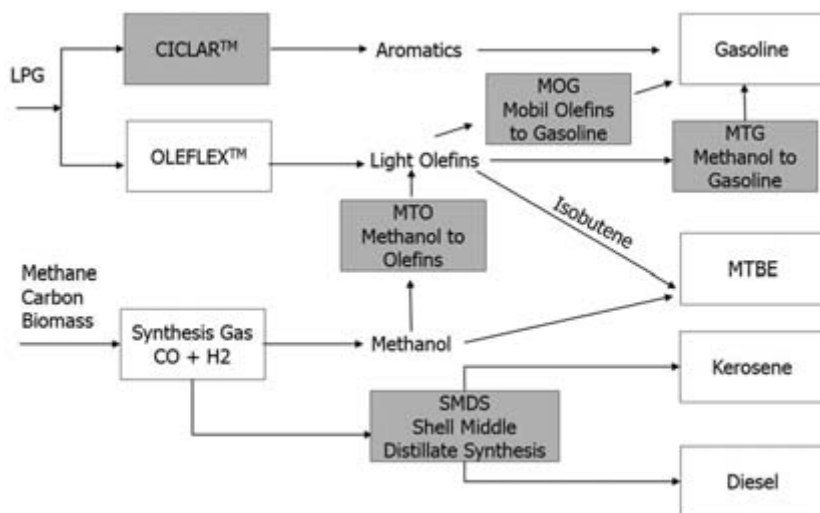 CICLAR™
Aromatics
Gasoline
LPG
MOG
Mobil Olefins
to Gasoline
OLEFLEX™
Light Olefins
MTG
Methanol to
Gasoline
MTO
Methanol to
Olefins
Isobutene
MTBE
Methane
Carbon
Biomass
Synthesis Gas
CO + H2
Methanol
Kerosene
SMDS
Shell Middle
Distillate Synthesis
Diesel